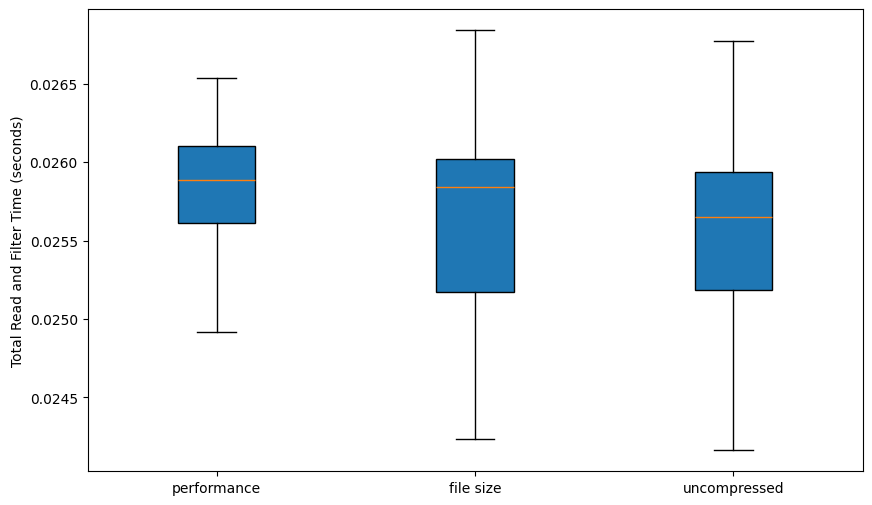 Total Read and Filter Time (seconds)
0.0265
0.0260
0.0255
0.0250
0.0245
performance
file size
uncompressed